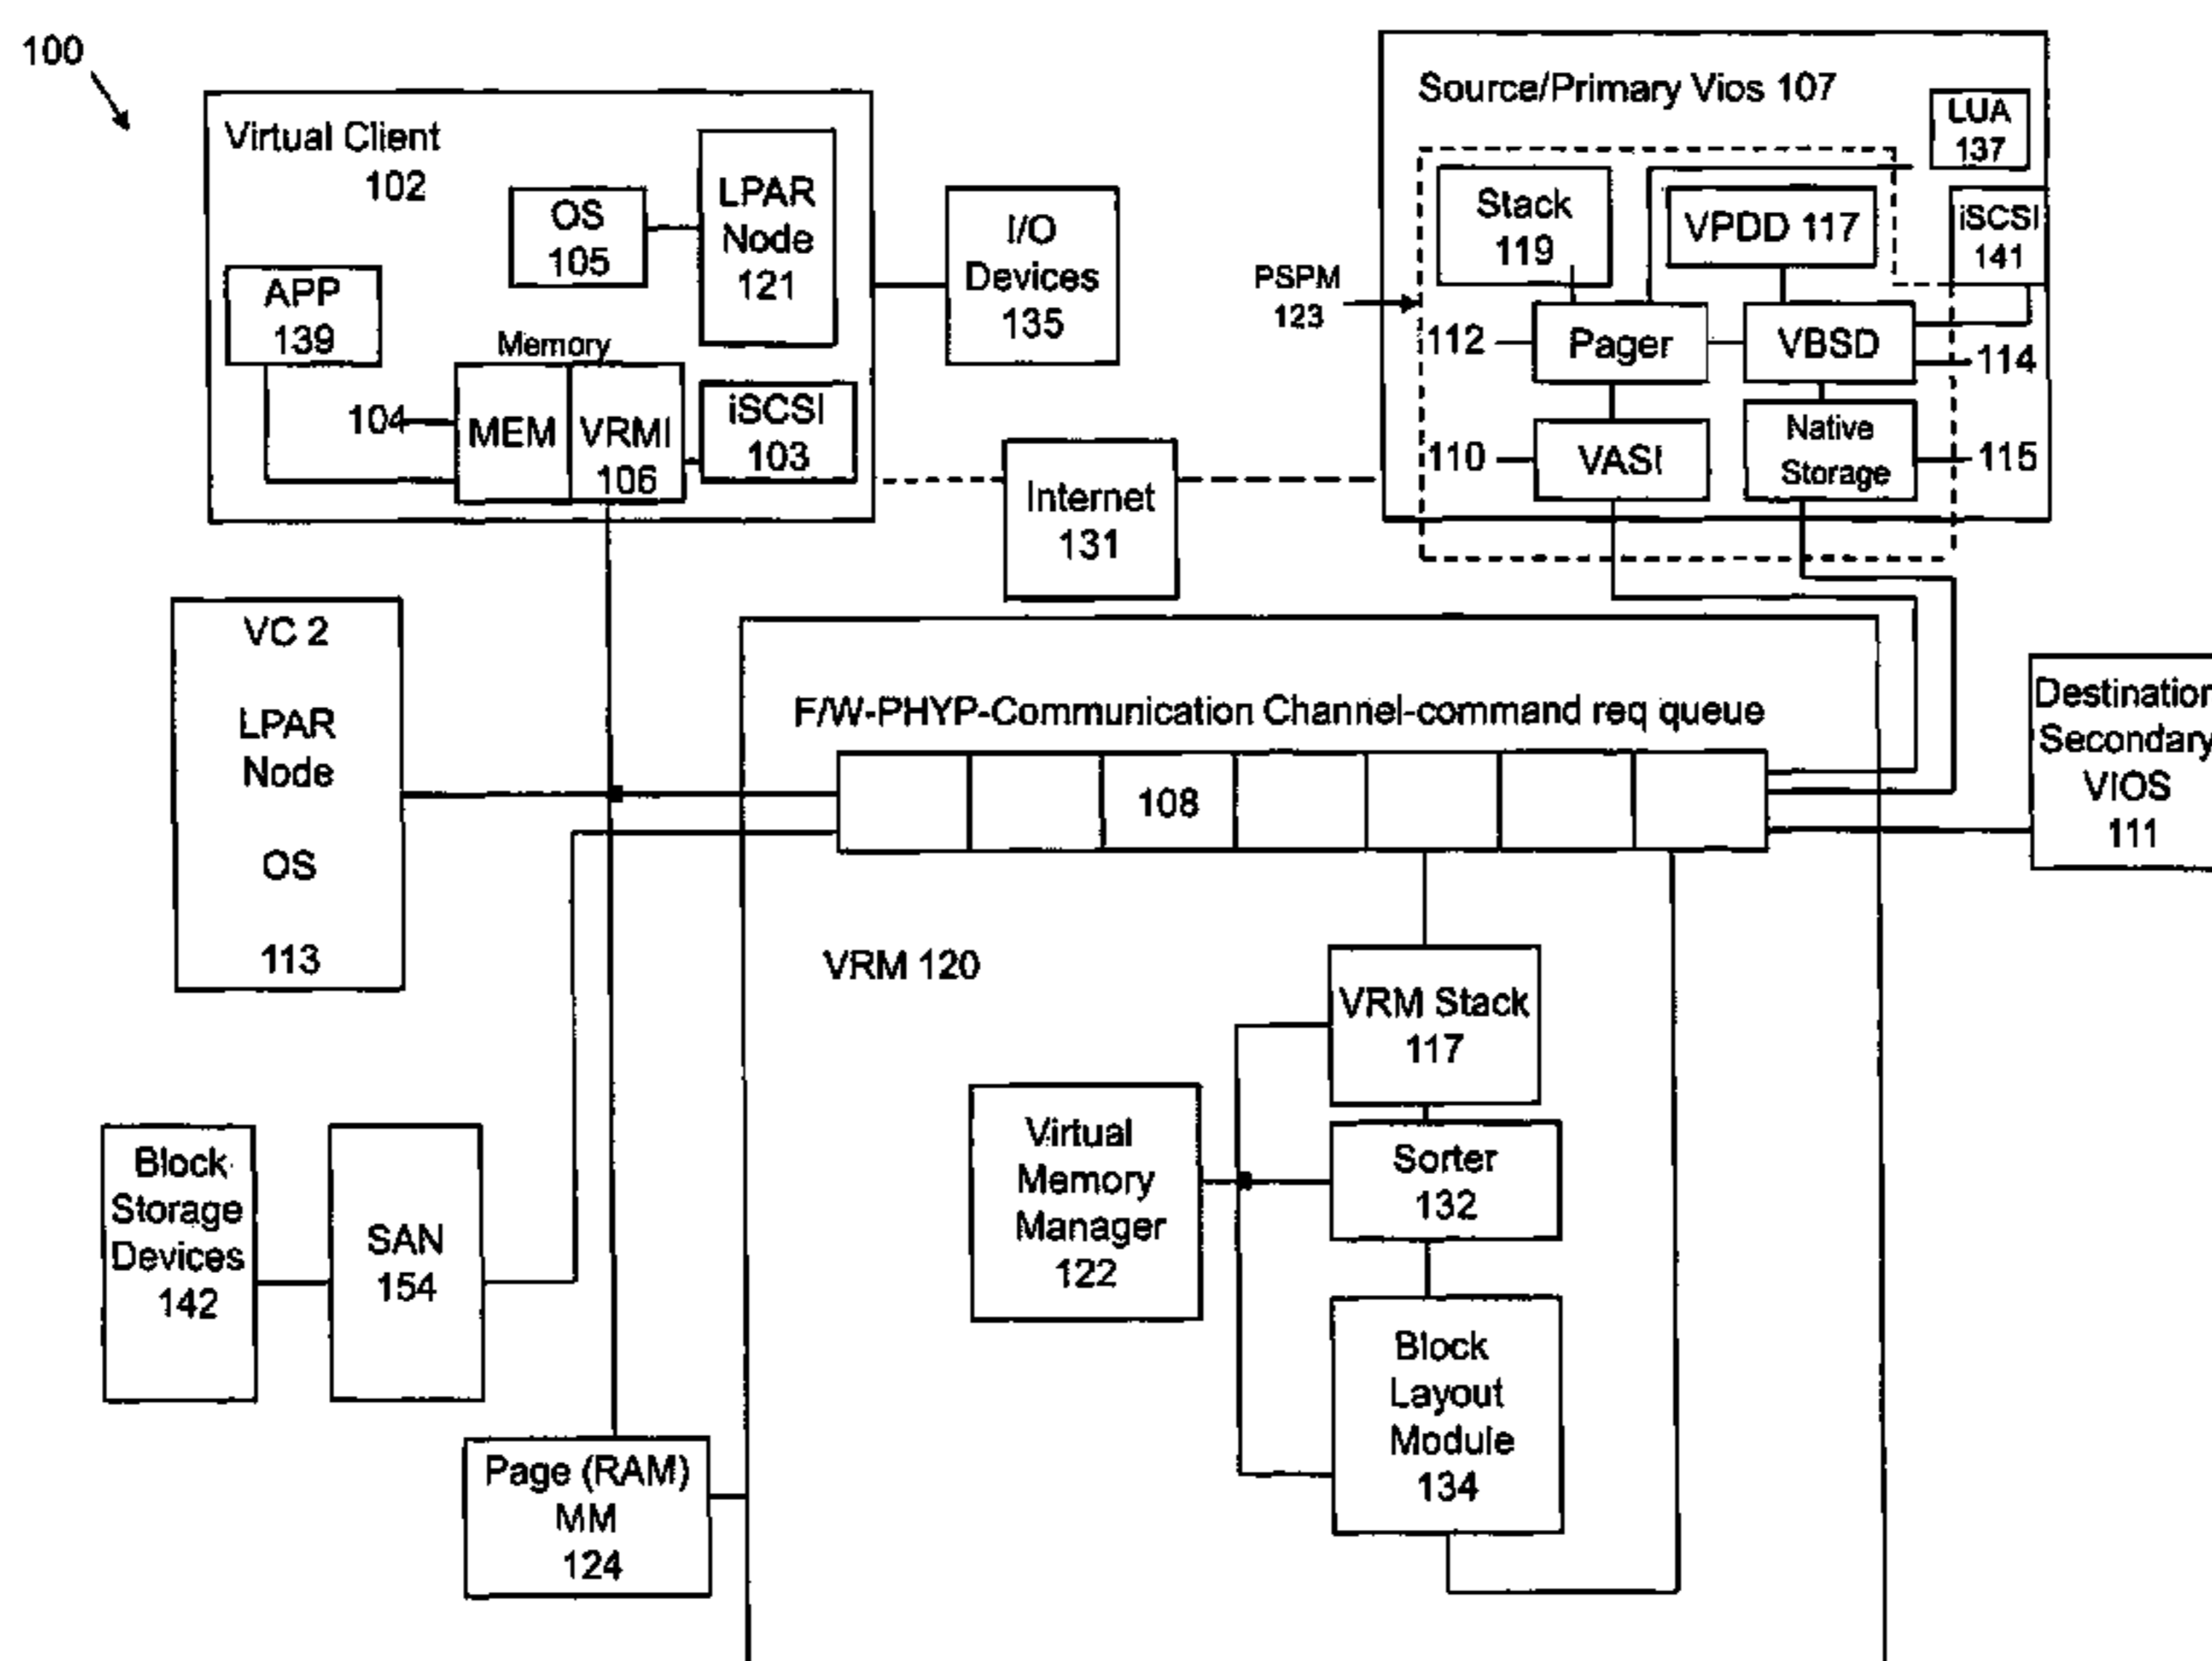 100
Virtual Client
102
OS
105
LPAR
Node
121
APP
139
Memory
104
MEM
VRMI
106
iSCSI
103
I/O
Devices
135
Internet
131
Source/Primary Vios 107
LUA
137
Stack
119
VPDD 117
iSCSI
141
PSPM
123
112
Pager
VBSD
114
110
VASI
Native
Storage
115
VC 2
LPAR
Node
OS
113
F/W-PHYP-Communication Channel-command req queue
108
Destination
Secondary
VIOS
111
VRM 120
VRM Stack
117
Virtual
Memory
Manager
122
Sorter
132
Block
Layout
Module
134
Block
Storage
Devices
142
SAN
154
Page (RAM)
MM
124